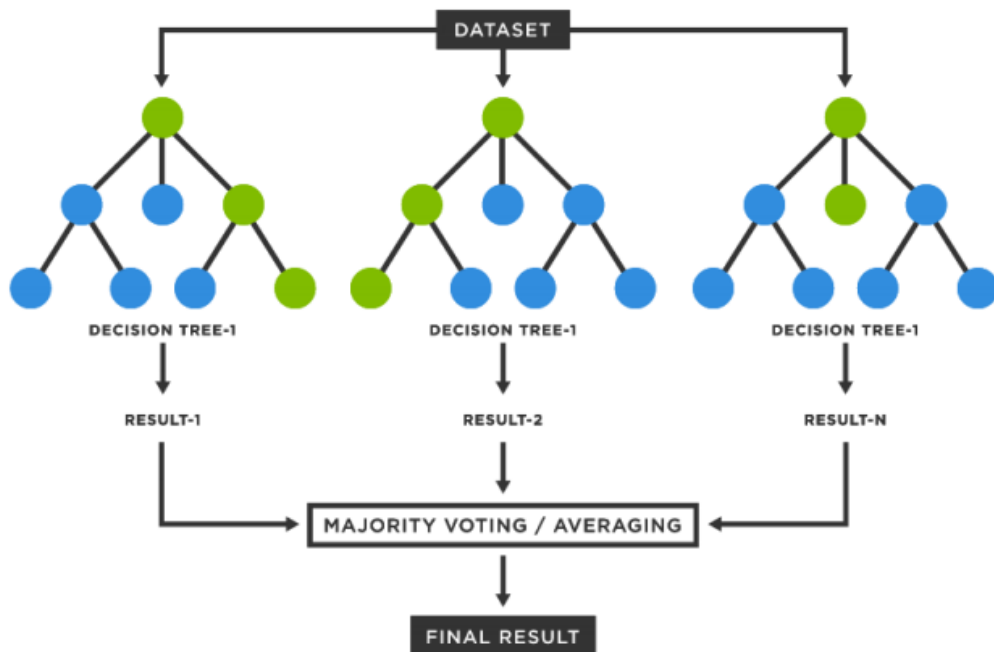 DATASET
DECISION TREE-1
DECISION TREE-1
DECISION TREE-1
RESULT-1
RESULT-2
RESULT-N
MAJORITY VOTING / AVERAGING
FINAL RESULT